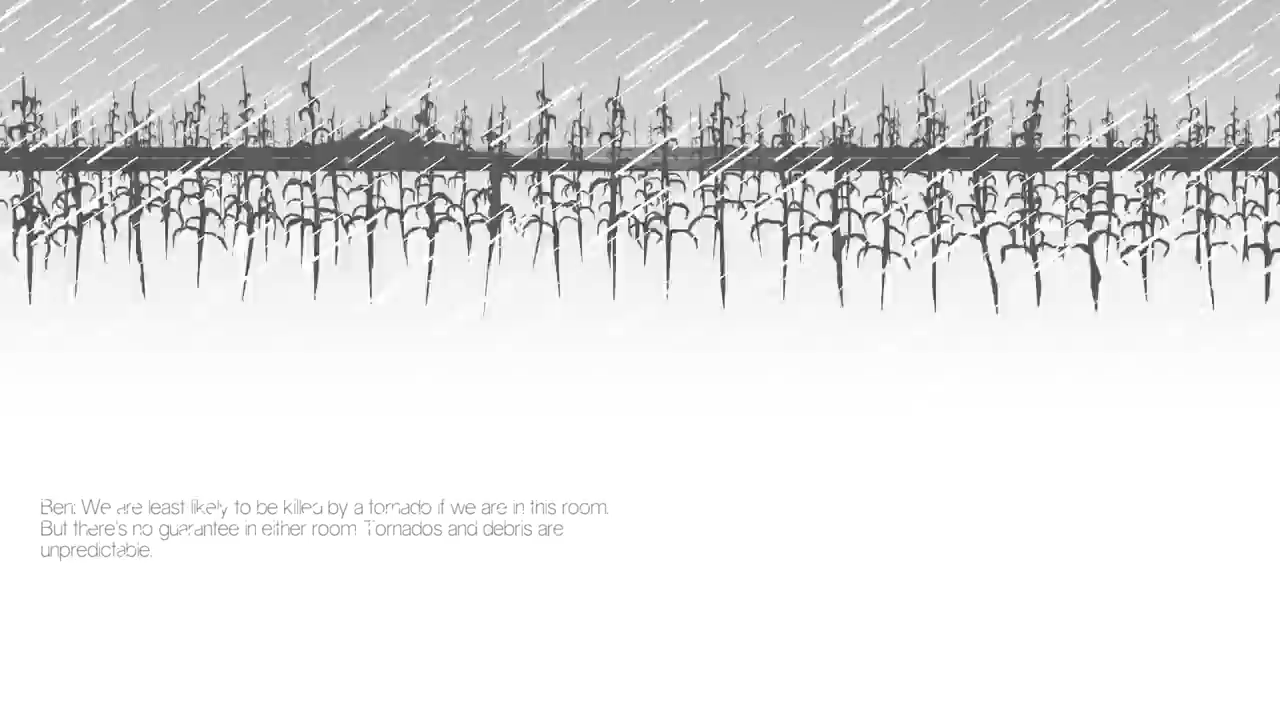 Ben: We are least likely to be killed by a tornado if we are in this room.
But there's no guarantee in either room. Tornados and debris are
unpredictable.